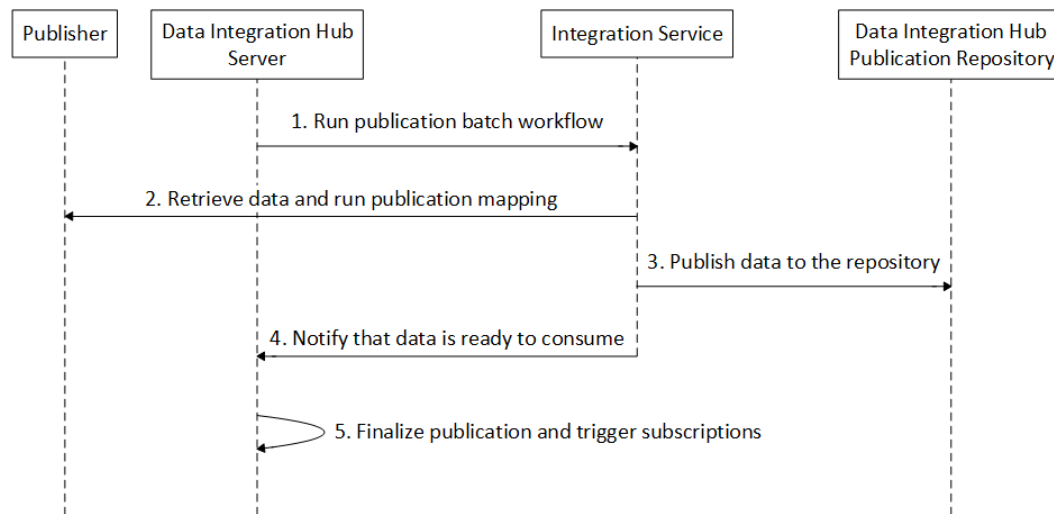 Publisher
Data Integration Hub
Server
Integration Service
Data Integration Hub
Publication Repository
1. Run publication batch workflow
2. Retrieve data and run publication mapping
3. Publish data to the repository
4. Notify that data is ready to consume
5. Finalize publication and trigger subscriptions